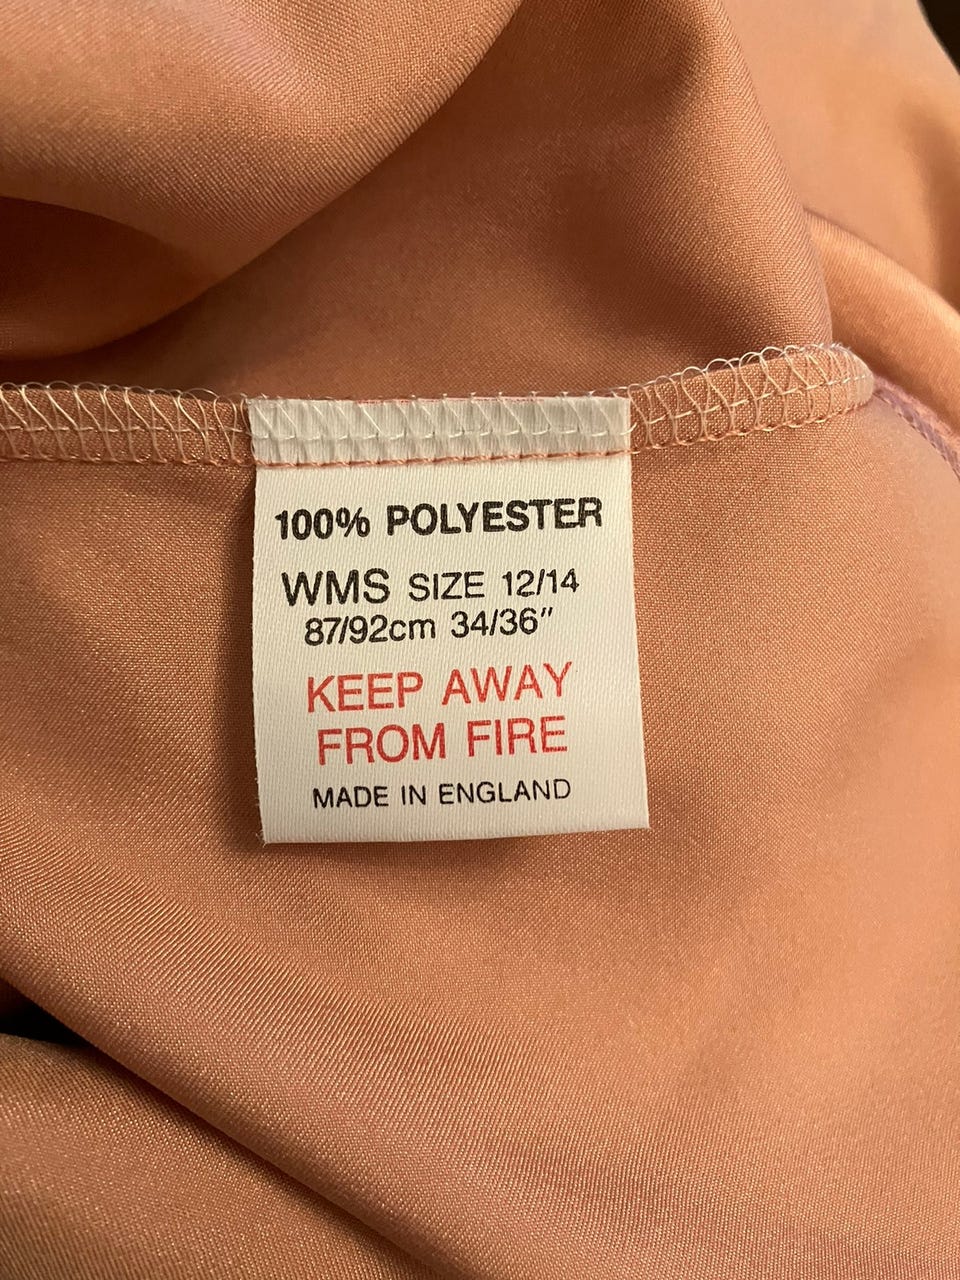 100% POLYESTER
WMS SIZE 12/14
87/92cm 34/36"
KEEP AWAY
FROM FIRE
MADE IN ENGLAND